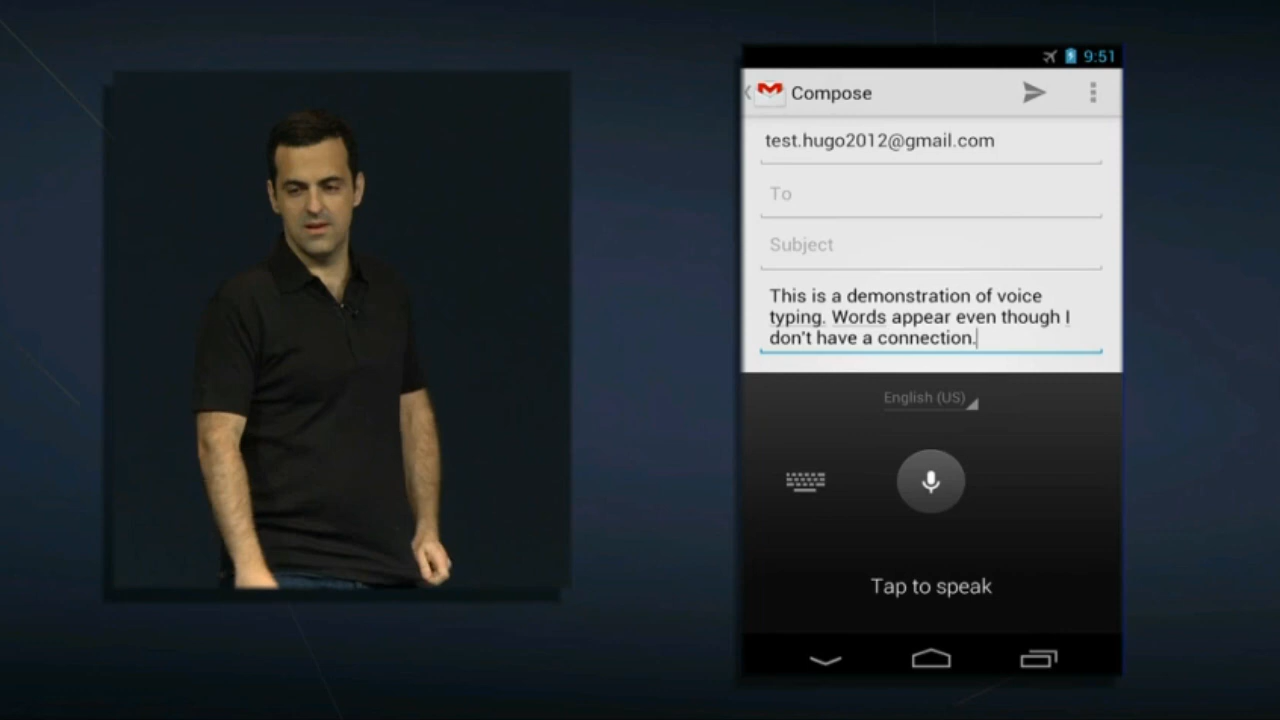 9:51
Compose
test.hugo2012@gmail.com
To
Subject
This is a demonstration of voice
typing. Words appear even though I
don't have a connection.
English (US)
Tap to speak